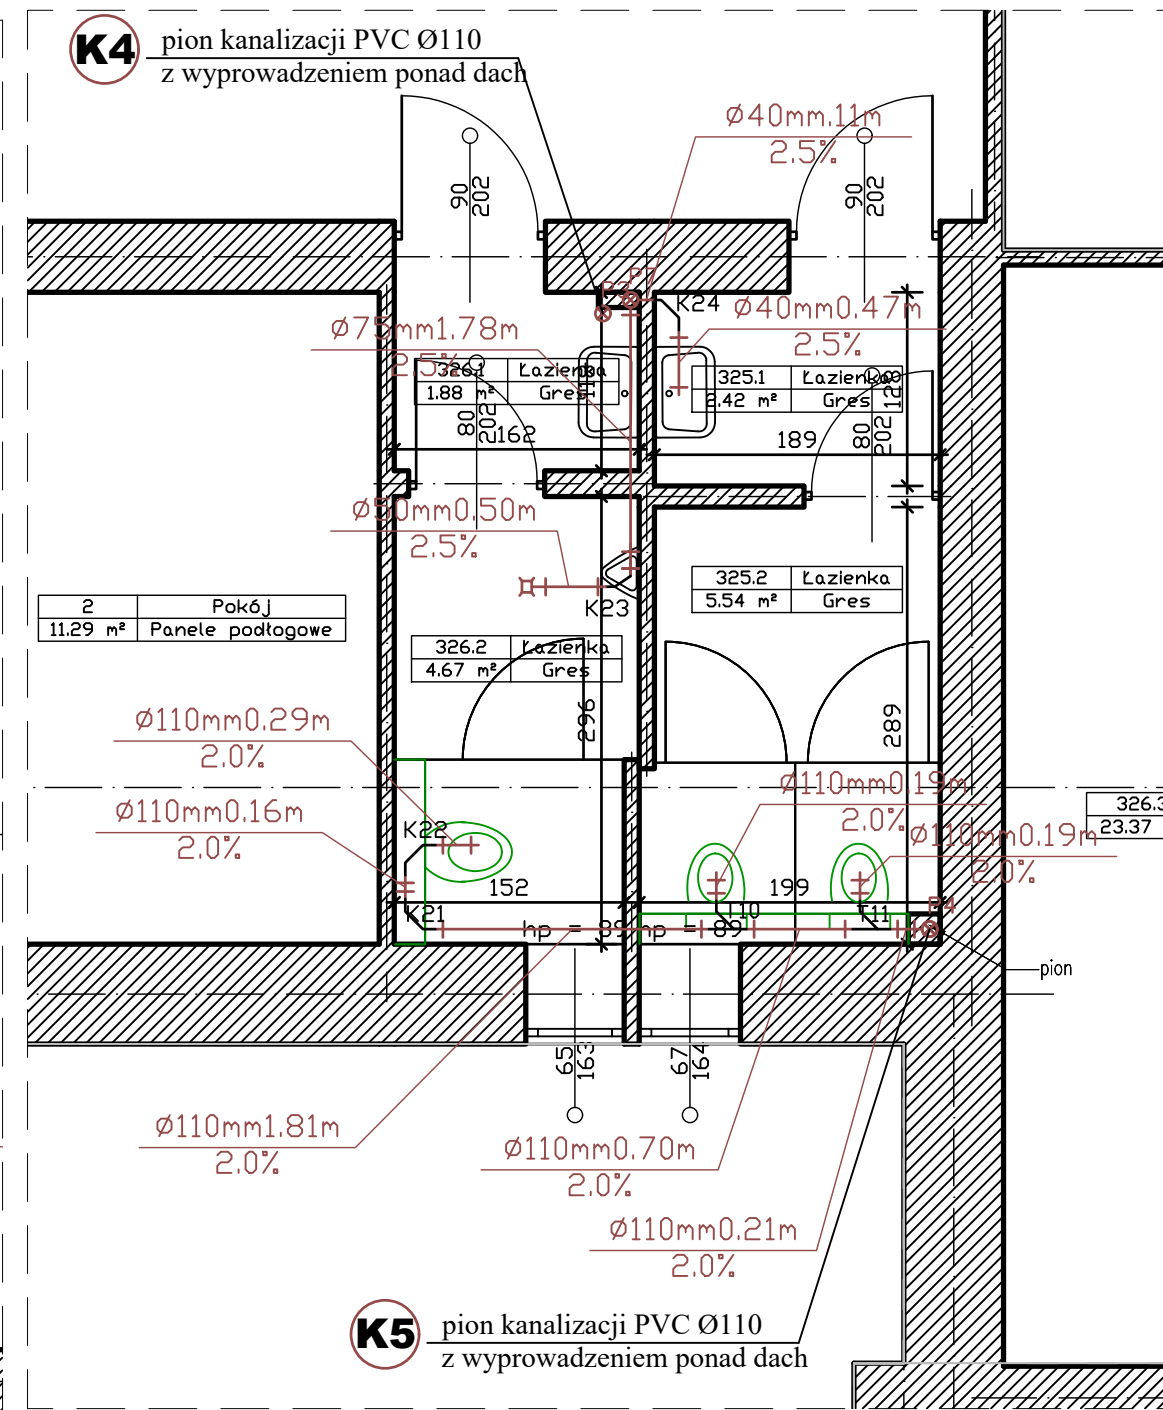 K4
pion kanalizacji PVC Ø110
z wyprowadzeniem ponad dach
Ø40mm.11m
2.5%
90
202
90
202
P7
K24
Ø75mm1.78m
2.5%
Ø40mm0.47m
2.5%
326.1 Łazienka
1.88 m² Gres
325.1 Łazienka
2.42 m² Gres
128
80
202
162
189
80
202
Ø50mm0.50m
2.5%
K23
325.2 Łazienka
5.54 m² Gres
2 Pokój
11.29 m² Panele podłogowe
326.2 Łazienka
4.67 m² Gres
296
289
Ø110mm0.29m
2.0%
Ø110mm0.19m
2.0%
Ø110mm0.16m
2.0%
Ø110mm0.19m
2.0%
326.3
23.37
K22
152
199
K21
T10
T11
P4
hp = 89
hp = 89
pion
65
163
67
164
Ø110mm1.81m
2.0%
Ø110mm0.70m
2.0%
Ø110mm0.21m
2.0%
K5
pion kanalizacji PVC Ø110
z wyprowadzeniem ponad dach